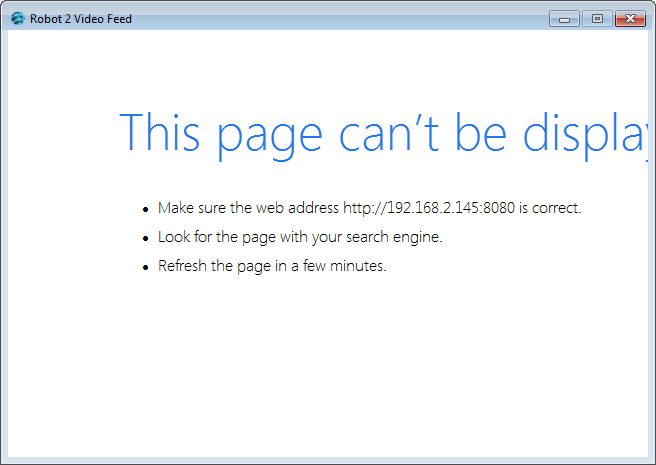 Robot 2 Video Feed
This page can't be display
• Make sure the web address http://192.168.2.145:8080 is correct.
• Look for the page with your search engine.
• Refresh the page in a few minutes.